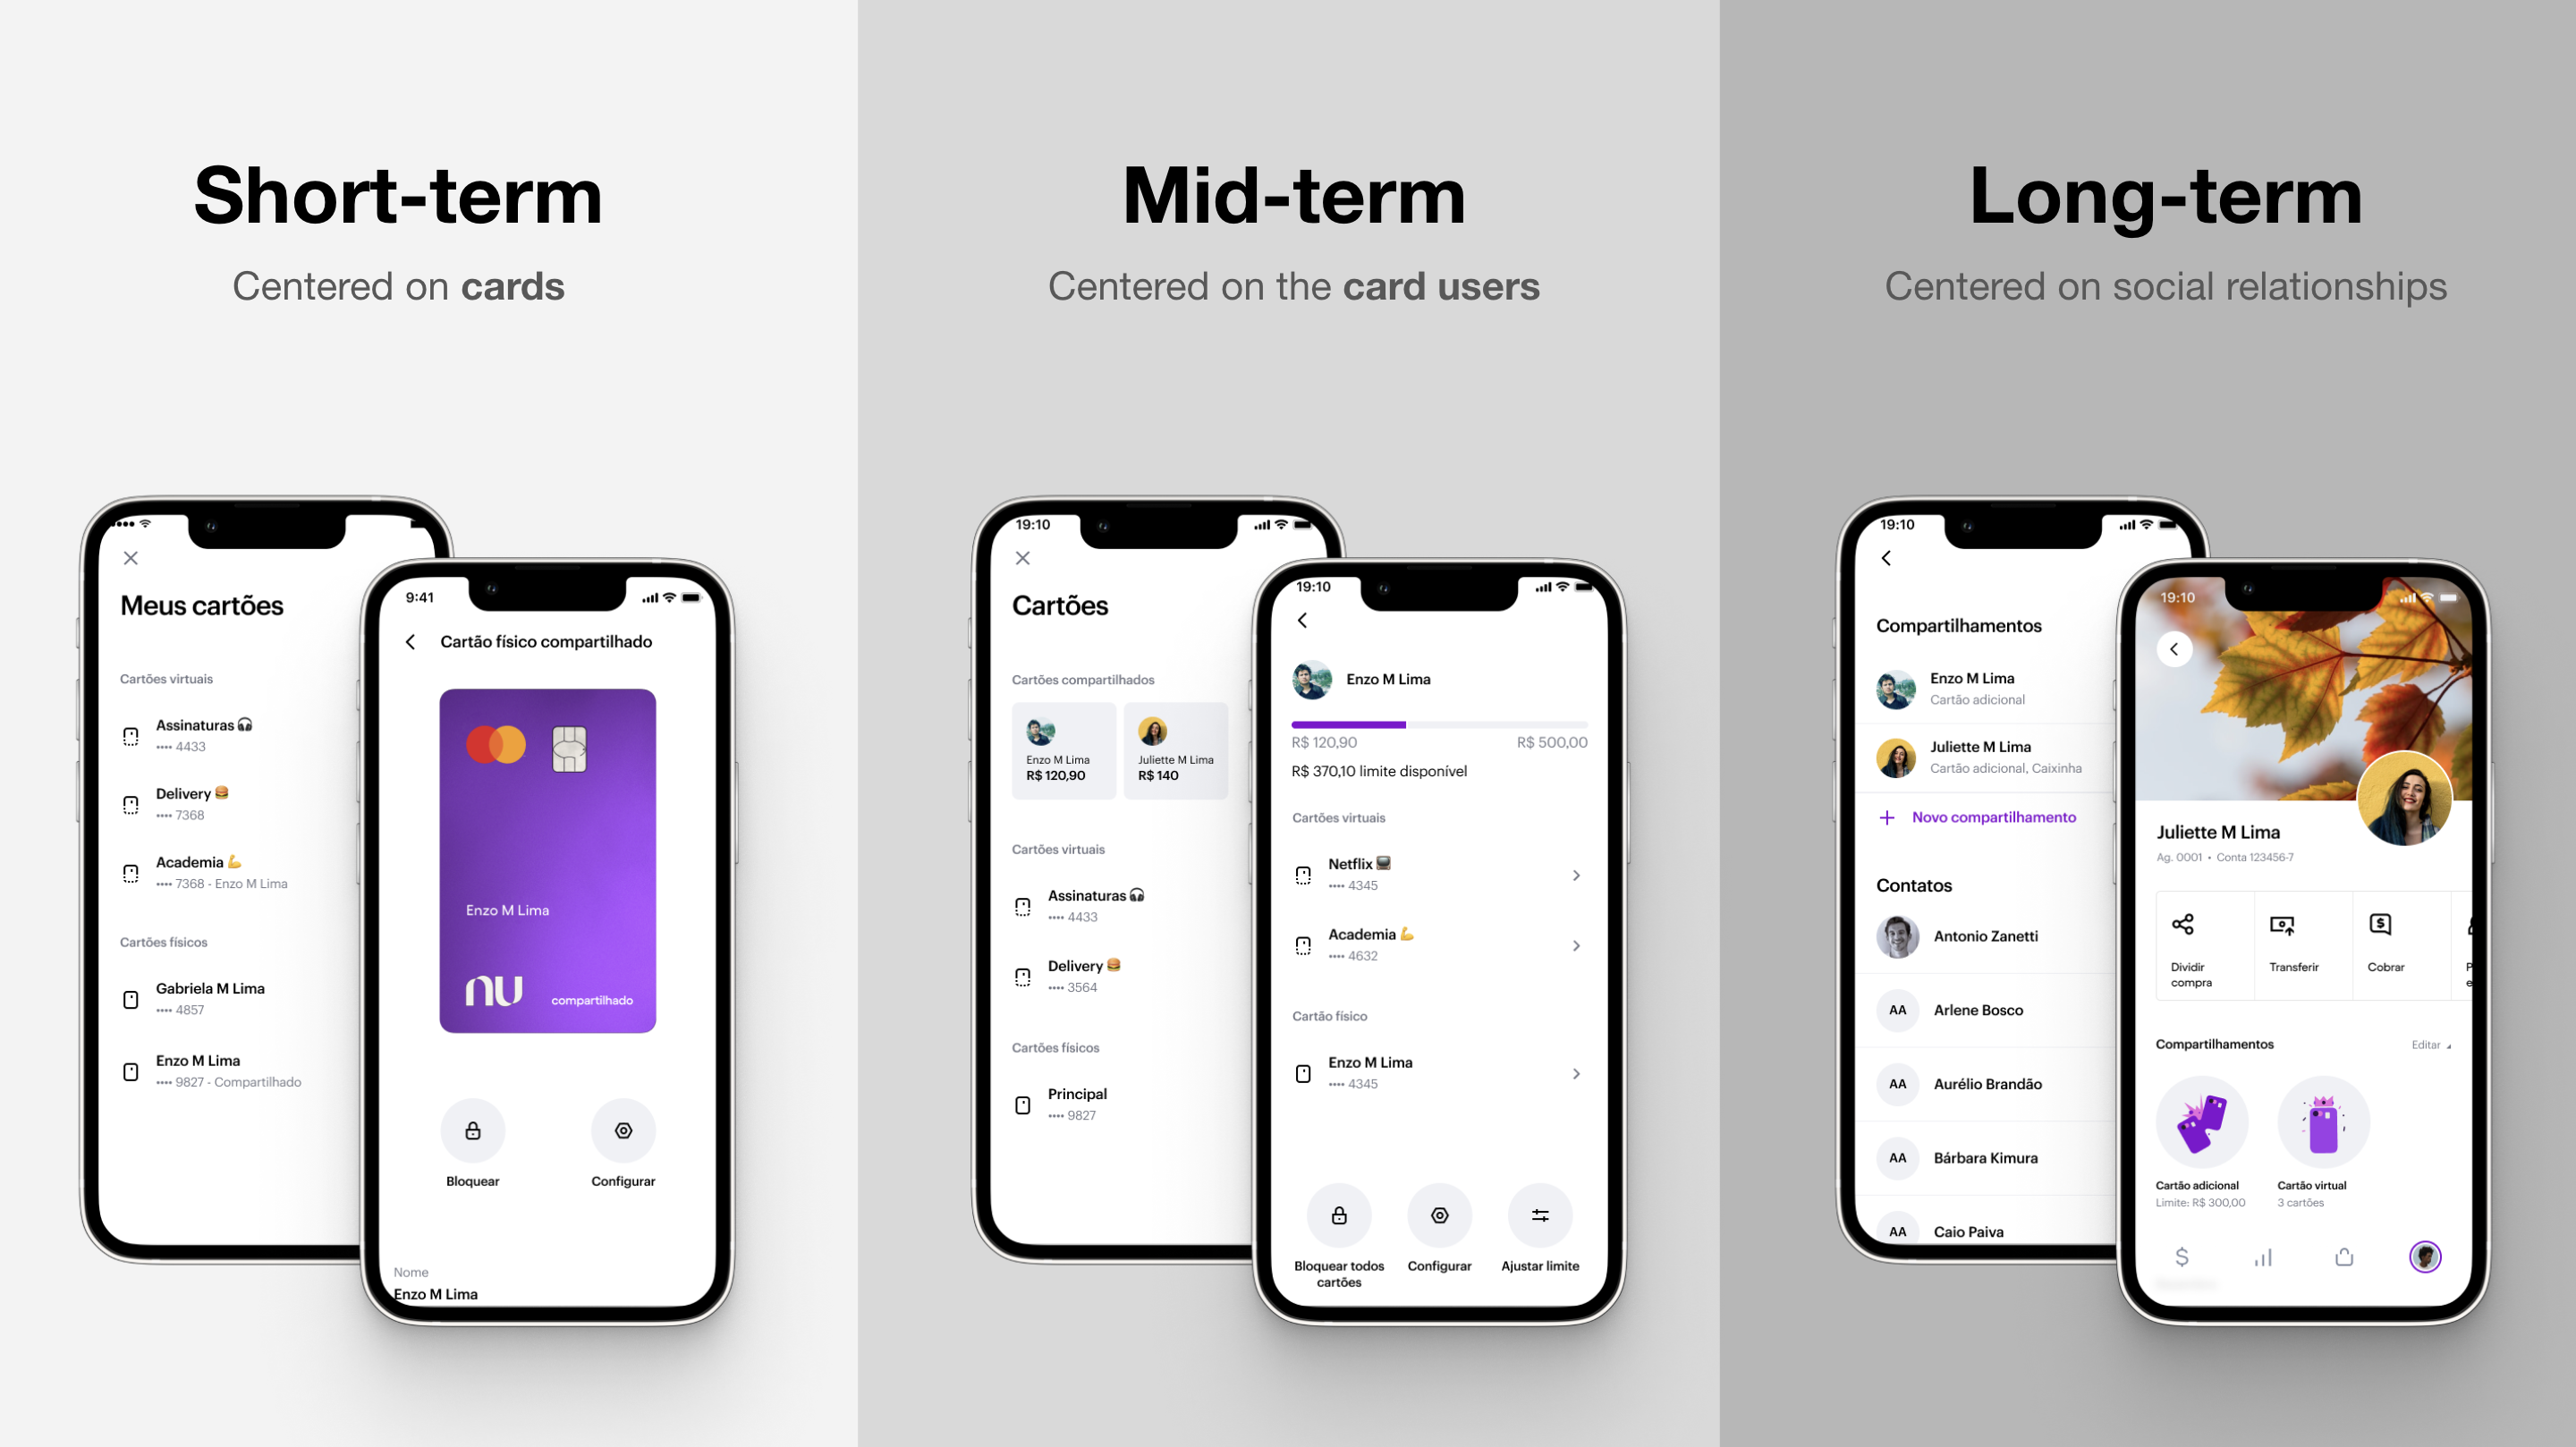 Short-term
Centered on cards
Meus cartões
Cartões virtuais
Assinaturas 🎧
•••• 4433
Delivery 🍔
•••• 7368
Academia 💪
•••• 7368 - Enzo M Lima
Cartões físicos
Gabriela M Lima
•••• 4857
Enzo M Lima
•••• 9827 - Compartilhado
9:41
Cartão físico compartilhado
Enzo M Lima
nu
compartilhado
Bloquear
Configurar
Nome
Enzo M Lima
Mid-term
Centered on the card users
19:10
Cartões
Cartões compartilhados
Enzo M Lima
R$ 120,90
Juliette M Lima
R$ 140
Cartões virtuais
Assinaturas 🎧
•••• 4433
Delivery 🍔
•••• 3564
Cartões físicos
Principal
•••• 9827
19:10
Enzo M Lima
R$ 120,90
R$ 500,00
R$ 370,10 limite disponível
Cartões virtuais
Netflix 📺
•••• 4345
Academia 💪
•••• 4632
Cartão físico
Enzo M Lima
•••• 4345
Bloquear todos
cartões
Configurar
Ajustar limite
Long-term
Centered on social relationships
19:10
Compartilhamentos
Enzo M Lima
Cartão adicional
Juliette M Lima
Cartão adicional, Caixinha
+ Novo compartilhamento
Contatos
Antonio Zanetti
AA Arlene Bosco
AA Aurélio Brandão
AA Bárbara Kimura
AA Caio Paiva
19:10
Juliette M Lima
Ag. 0001 • Conta 123456-7
Dividir
compra
Transferir
Cobrar
Compartilhamentos
Editar
Cartão adicional
Limite: R$ 300,00
Cartão virtual
3 cartões